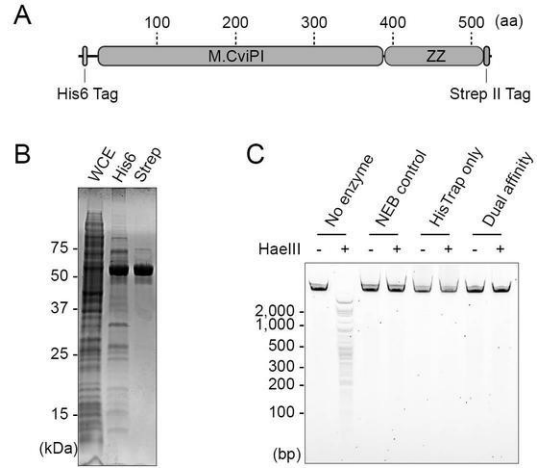 A
100 200 300 400 500 (aa)
M.CviPI ZZ
His6 Tag Strep II Tag
B
WCE His6 Strep
75
50
37
25
15
(kDa)
C
No enzyme NEB control HisTrap only Dual affinity
HaeIII - + - + - + - +
2,000
1,000
500
300
200
100
(bp)